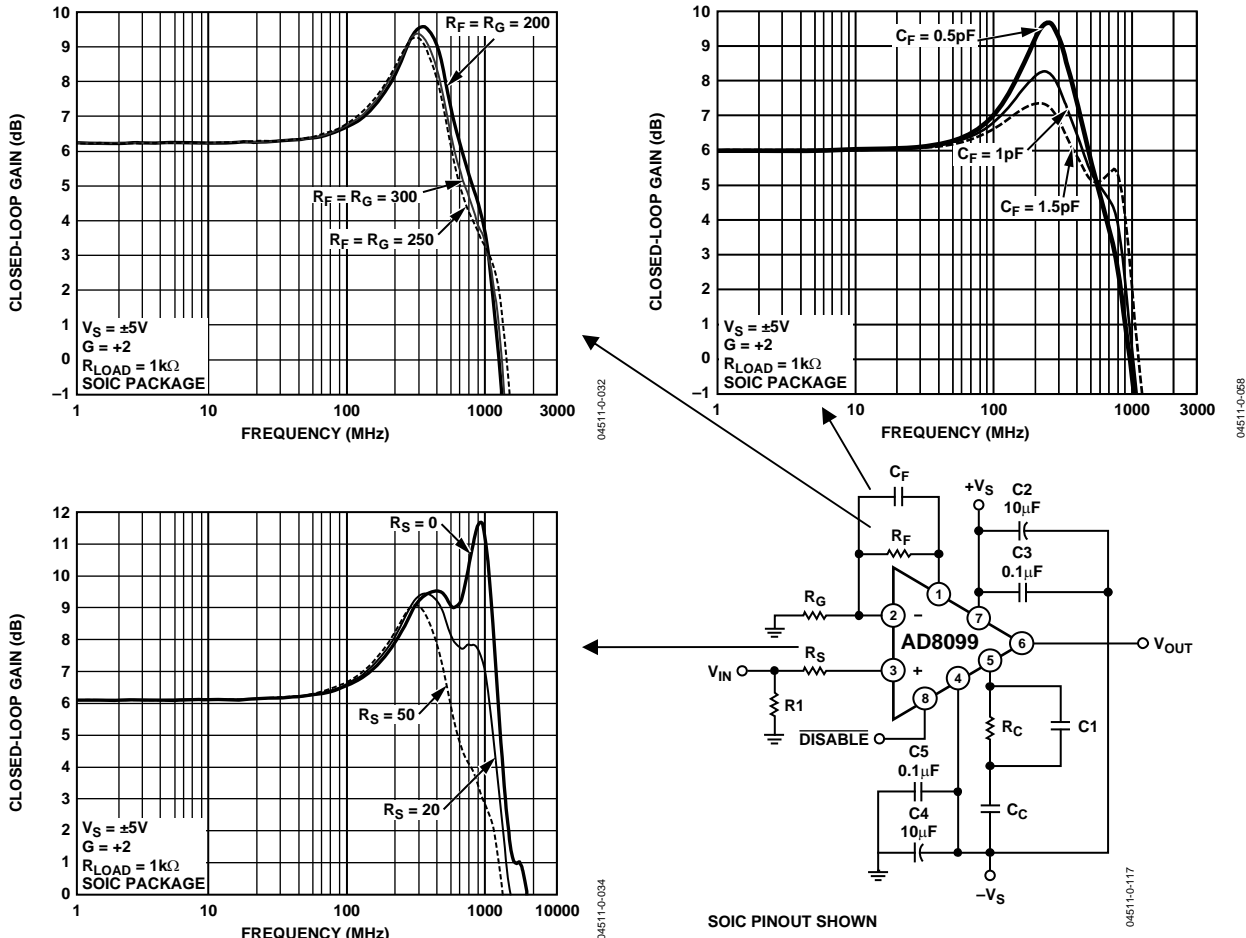 CLOSED-LOOP GAIN (dB)
10
9
8
7
6
5
4
3
2
1
0
–1
R_F = R_G = 200
R_F = R_G = 300
R_F = R_G = 250
V_S = ±5V
G = +2
R_LOAD = 1kΩ
SOIC PACKAGE
1 10 100 1000 3000
FREQUENCY (MHz)
04511-0-032
CLOSED-LOOP GAIN (dB)
10
9
8
7
6
5
4
3
2
1
0
–1
C_F = 0.5pF
C_F = 1pF
C_F = 1.5pF
V_S = ±5V
G = +2
R_LOAD = 1kΩ
SOIC PACKAGE
1 10 100 1000 3000
FREQUENCY (MHz)
04511-0-058
CLOSED-LOOP GAIN (dB)
12
11
10
9
8
7
6
5
4
3
2
1
0
R_S = 0
R_S = 50
R_S = 20
V_S = ±5V
G = +2
R_LOAD = 1kΩ
SOIC PACKAGE
1 10 100 1000 10000
FREQUENCY (MHz)
04511-0-034
C_F
R_F
+V_S
C2
10μF
C3
0.1μF
R_G
2
–
1
7
AD8099
6
V_OUT
V_IN
R_S
3
+
5
4
8
R1
DISABLE
R_C
C1
C5
0.1μF
C4
10μF
C_C
–V_S
SOIC PINOUT SHOWN
04511-0-117